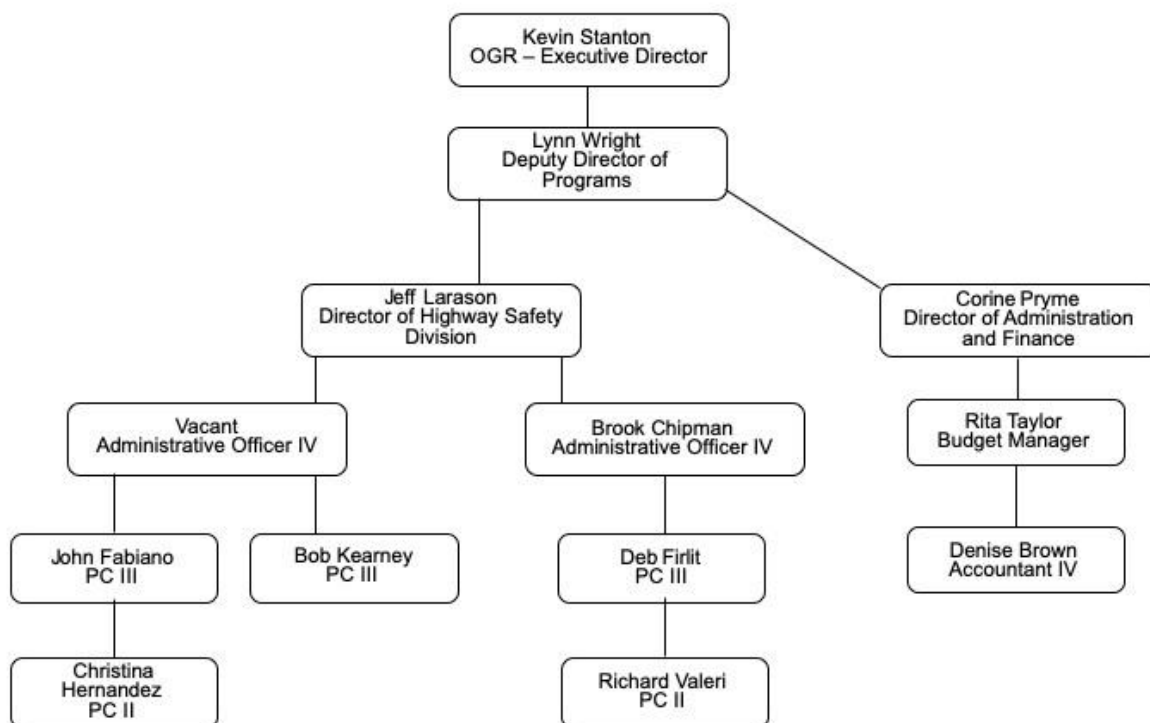 Kevin Stanton
OGR – Executive Director
Lynn Wright
Deputy Director of
Programs
Jeff Larason
Director of Highway Safety
Division
Corine Pryme
Director of Administration
and Finance
Vacant
Administrative Officer IV
Brook Chipman
Administrative Officer IV
Rita Taylor
Budget Manager
John Fabiano
PC III
Bob Kearney
PC III
Deb Firlit
PC III
Denise Brown
Accountant IV
Christina
Hernandez
PC II
Richard Valeri
PC II